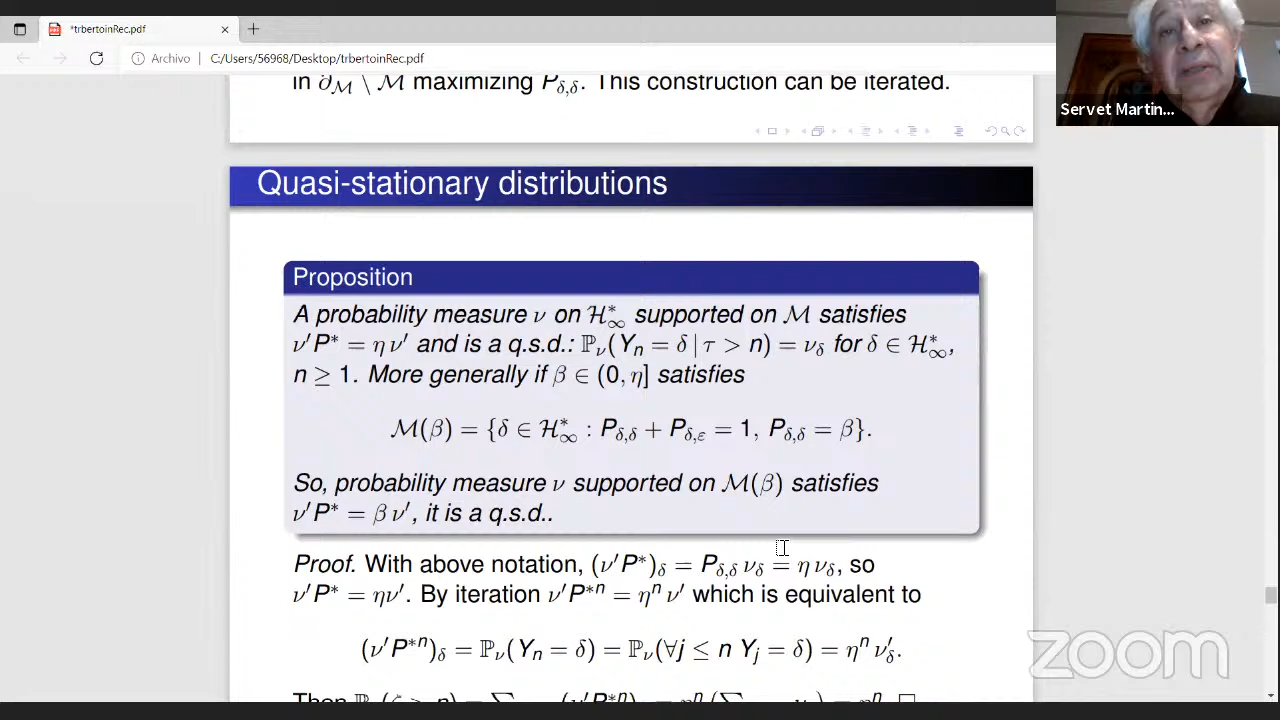 *trbertoinRec.pdf
Archivo | C:/Users/56968/Desktop/trbertoinRec.pdf
Servet Martin...
in ∂_ℳ \ ℳ maximizing P_{δ,δ}. This construction can be iterated.
Quasi-stationary distributions
Proposition
A probability measure ν on ℋ*_∞ supported on ℳ satisfies
ν′P* = η ν′ and is a q.s.d.: ℙ_ν(Y_n = δ | τ > n) = ν_δ for δ ∈ ℋ*_∞,
n ≥ 1. More generally if β ∈ (0, η] satisfies
ℳ(β) = {δ ∈ ℋ*_∞ : P_{δ,δ} + P_{δ,ε} = 1, P_{δ,δ} = β}.
So, probability measure ν supported on ℳ(β) satisfies
ν′P* = β ν′, it is a q.s.d..
Proof. With above notation, (ν′P*)_δ = P_{δ,δ} ν_δ = η ν_δ, so
ν′P* = ην′. By iteration ν′P*ⁿ = ηⁿ ν′ which is equivalent to
(ν′P*ⁿ)_δ = ℙ_ν(Y_n = δ) = ℙ_ν(∀j ≤ n Y_j = δ) = ηⁿ ν′_δ.
zoom